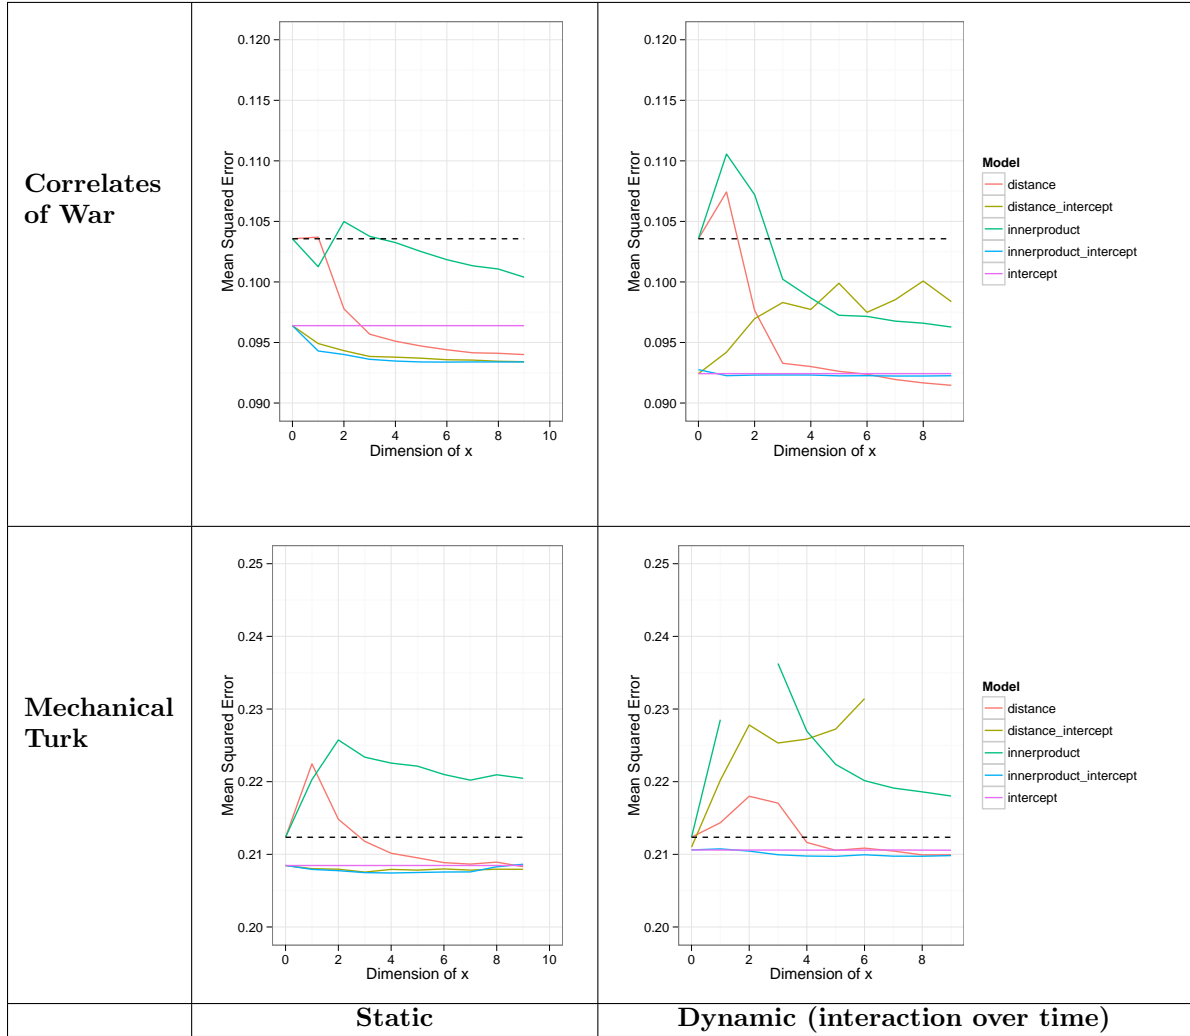 Correlates
of War
0.120
0.115
0.110
0.105
0.100
0.095
0.090
Mean Squared Error
0 2 4 6 8 10
Dimension of x
0.120
0.115
0.110
0.105
0.100
0.095
0.090
Mean Squared Error
0 2 4 6 8
Dimension of x
Model
distance
distance_intercept
innerproduct
innerproduct_intercept
intercept
Mechanical
Turk
0.25
0.24
0.23
0.22
0.21
0.20
Mean Squared Error
0 2 4 6 8 10
Dimension of x
0.25
0.24
0.23
0.22
0.21
0.20
Mean Squared Error
0 2 4 6 8
Dimension of x
Model
distance
distance_intercept
innerproduct
innerproduct_intercept
intercept
Static
Dynamic (interaction over time)